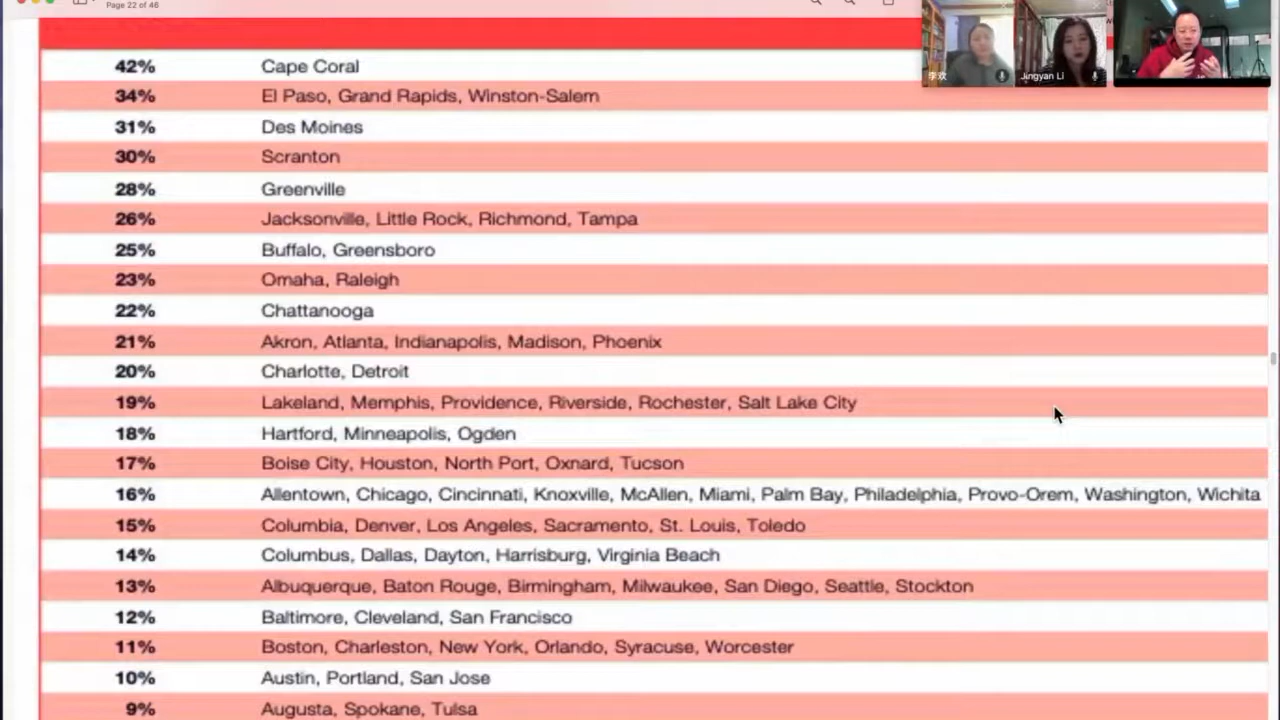 Page 22 of 46
李欢
Jingyan Li
42% Cape Coral
34% El Paso, Grand Rapids, Winston-Salem
31% Des Moines
30% Scranton
28% Greenville
26% Jacksonville, Little Rock, Richmond, Tampa
25% Buffalo, Greensboro
23% Omaha, Raleigh
22% Chattanooga
21% Akron, Atlanta, Indianapolis, Madison, Phoenix
20% Charlotte, Detroit
19% Lakeland, Memphis, Providence, Riverside, Rochester, Salt Lake City
18% Hartford, Minneapolis, Ogden
17% Boise City, Houston, North Port, Oxnard, Tucson
16% Allentown, Chicago, Cincinnati, Knoxville, McAllen, Miami, Palm Bay, Philadelphia, Provo-Orem, Washington, Wichita
15% Columbia, Denver, Los Angeles, Sacramento, St. Louis, Toledo
14% Columbus, Dallas, Dayton, Harrisburg, Virginia Beach
13% Albuquerque, Baton Rouge, Birmingham, Milwaukee, San Diego, Seattle, Stockton
12% Baltimore, Cleveland, San Francisco
11% Boston, Charleston, New York, Orlando, Syracuse, Worcester
10% Austin, Portland, San Jose
9% Augusta, Spokane, Tulsa